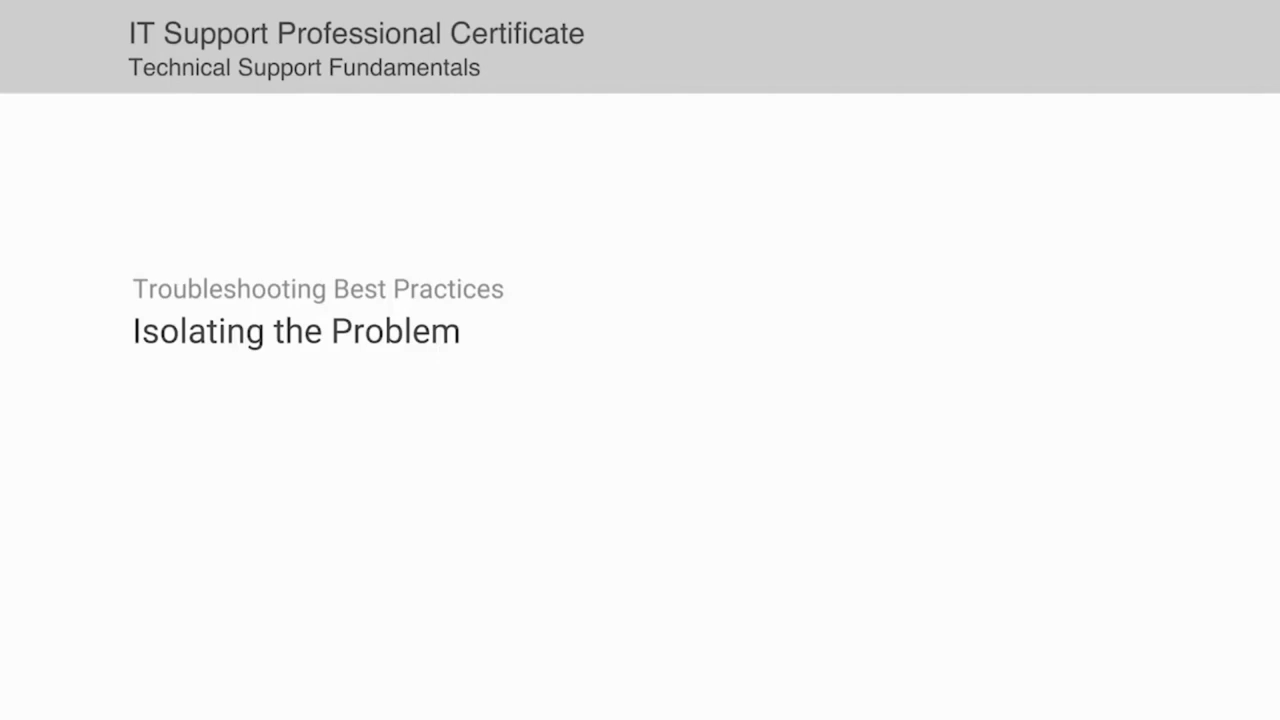 IT Support Professional Certificate
Technical Support Fundamentals
Troubleshooting Best Practices
Isolating the Problem